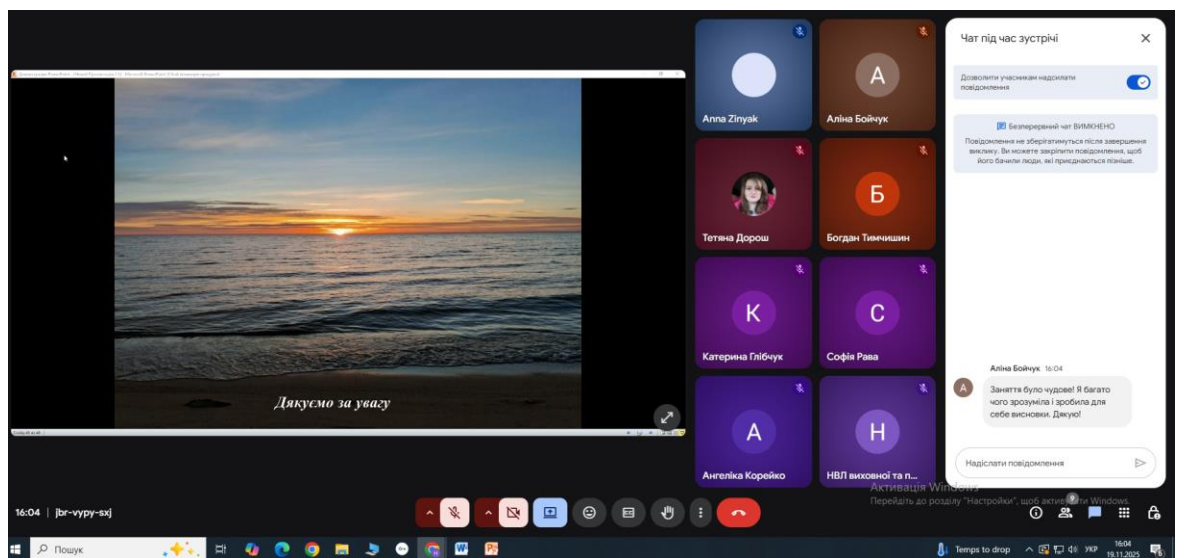 Дякуємо за увагу
Anna Zinyak
Аліна Бойчук
А
Тетяна Дорош
Богдан Тимчишин
Б
Катерина Глібчук
К
Софія Рава
С
Ангеліка Корейко
А
НВЛ виховної та п...
Н
Чат під час зустрічі
Дозволити учасникам надсилати
повідомлення
Безперервний чат ВИМКНЕНО
Повідомлення не зберігатимуться після завершення
виклику. Ви можете закріпити повідомлення, щоб
його бачили люди, які приєднаються пізніше.
Аліна Бойчук 16:04
А
Заняття було чудове! Я багато
чого зрозуміла і зробила для
себе висновки. Дякую!
Надіслати повідомлення
Активація Windows
Перейдіть до розділу "Настройки", щоб активувати Windows.
9
16:04 | jbr-vypy-sxj
Пошук
Temps to drop
УКР
16:04
19.11.2025